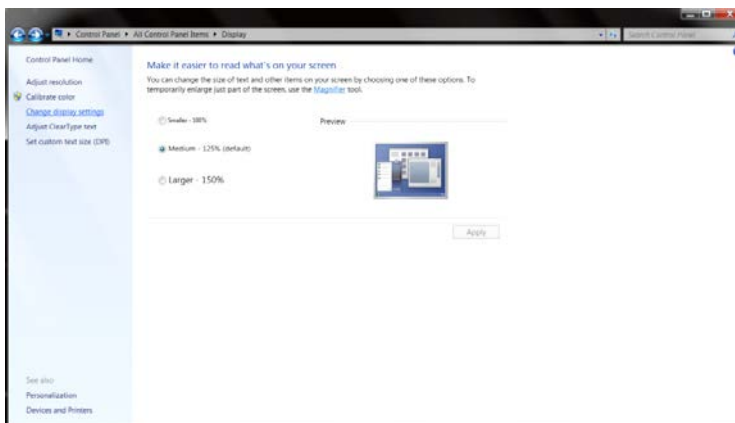 Control Panel ▸ All Control Panel Items ▸ Display
Search Control Panel
Control Panel Home
Adjust resolution
Calibrate color
Change display settings
Adjust ClearType text
Set custom text size (DPI)
Make it easier to read what's on your screen
You can change the size of text and other items on your screen by choosing one of these options. To
temporarily enlarge just part of the screen, use the Magnifier tool.
Smaller - 100%
Preview
Medium - 125% (default)
Larger - 150%
Apply
See also
Personalization
Devices and Printers